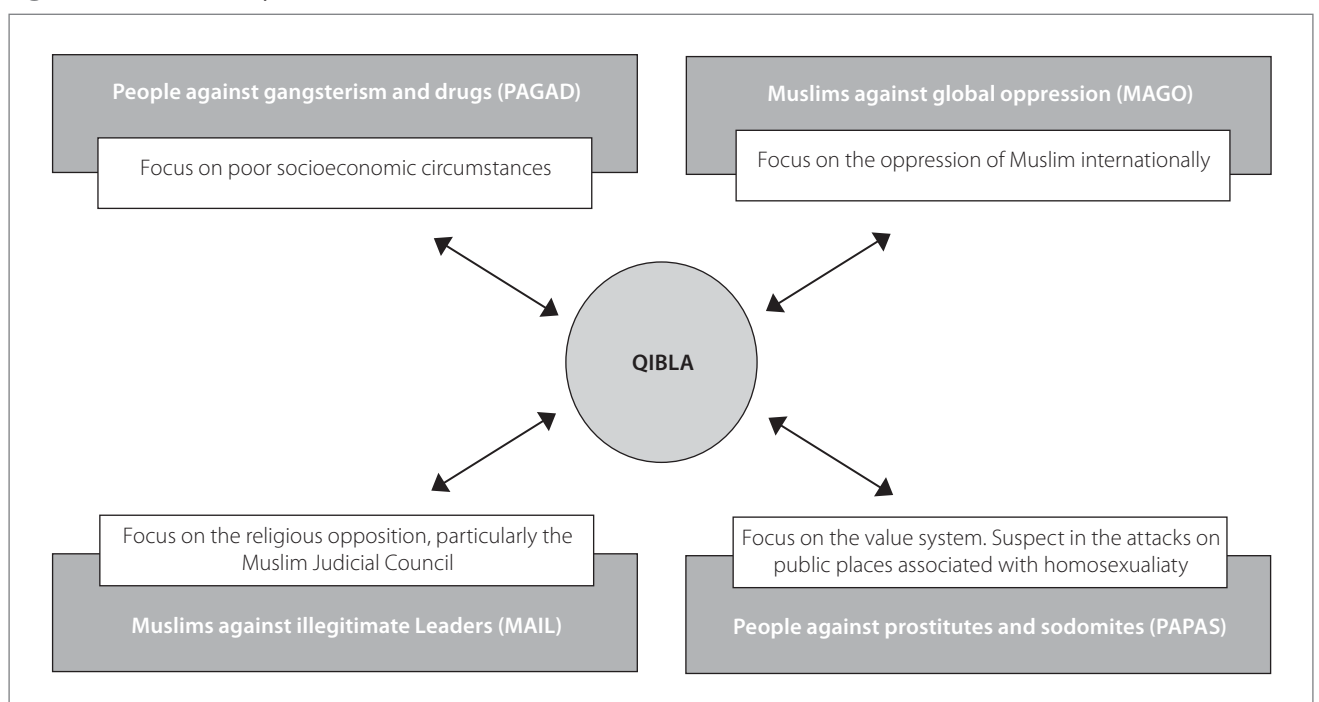 People against gangsterism and drugs (PAGAD)
Focus on poor socioeconomic circumstances
Muslims against global oppression (MAGO)
Focus on the oppression of Muslim internationally
QIBLA
Focus on the religious opposition, particularly the
Muslim Judicial Council
Muslims against illegitimate Leaders (MAIL)
Focus on the value system. Suspect in the attacks on
public places associated with homosexualiaty
People against prostitutes and sodomites (PAPAS)